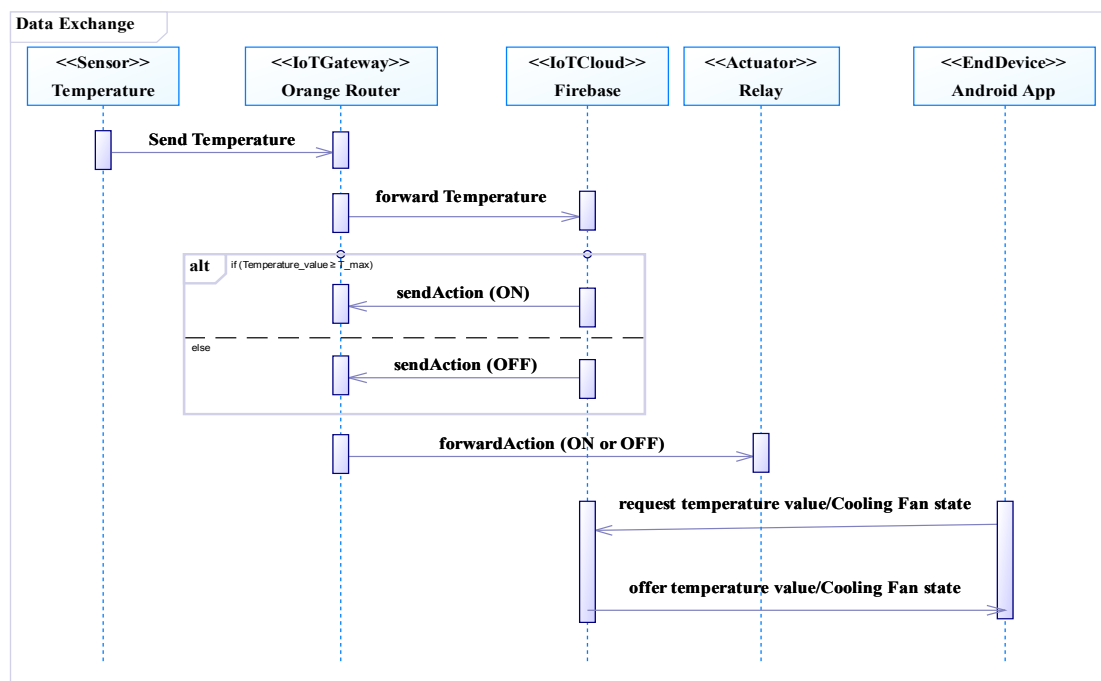 Data Exchange
<<Sensor>>
Temperature
<<IoTGateway>>
Orange Router
<<IoTCloud>>
Firebase
<<Actuator>>
Relay
<<EndDevice>>
Android App
Send Temperature
forward Temperature
alt
if (Temperature_value ≥ T_max)
sendAction (ON)
else
sendAction (OFF)
forwardAction (ON or OFF)
request temperature value/Cooling Fan state
offer temperature value/Cooling Fan state